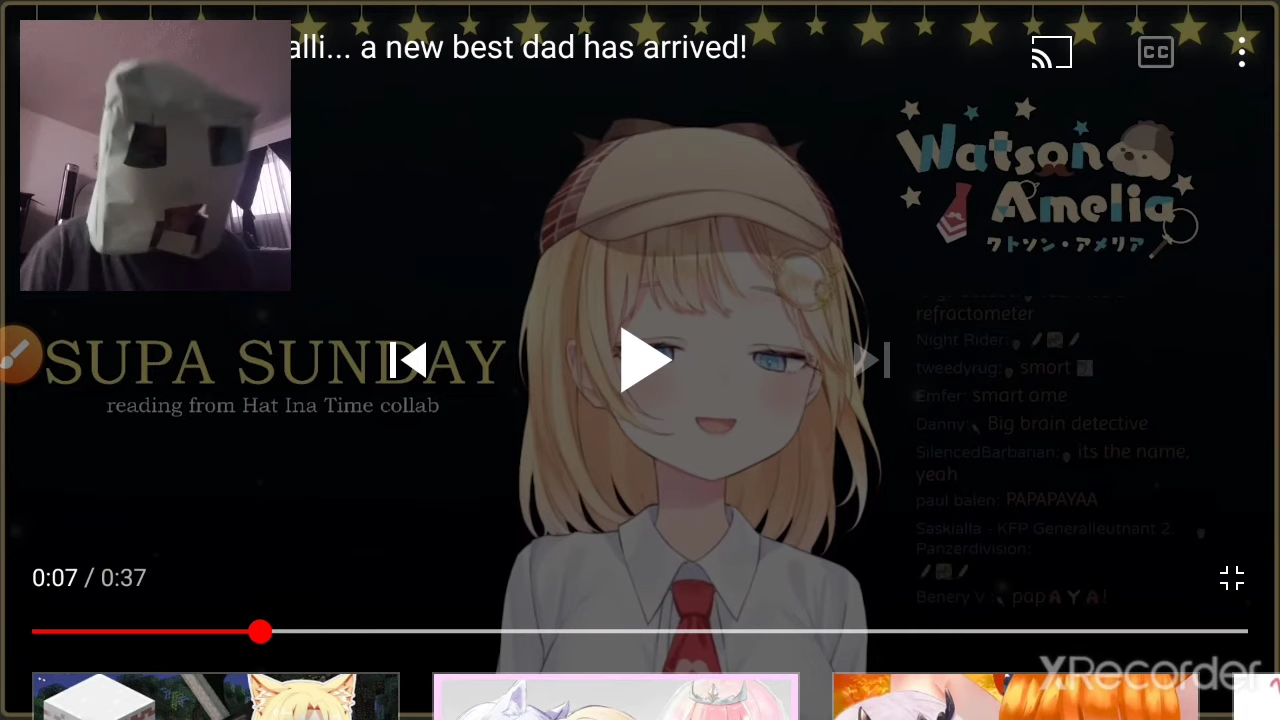 alli... a new best dad has arrived!
CC
Watson
Amelia
ワトソン・アメリア
SUPA SUNDAY
reading from Hat Ina Time collab
refractometer
Night Rider:
tweedyrug: smort
Emfer: smart ame
Danny: Big brain detective
SilencedBarbarian: its the name,
yeah
paul balen: PAPAPAYAA
Saskialla - KFP Generalleutnant 2.
Panzerdivision:
Benery V.: papAYA!
0:07 / 0:37
XRecorder